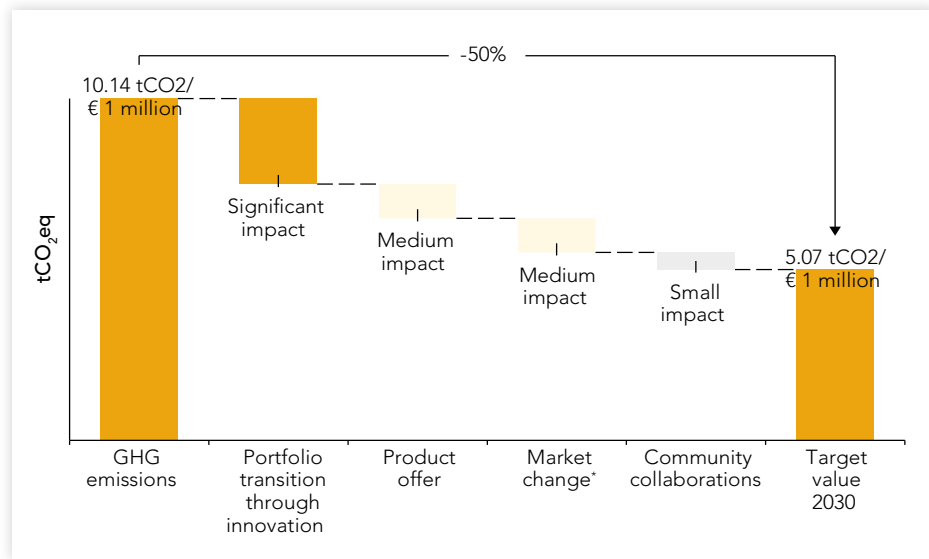 -50%
10.14 tCO2/
€ 1 million
Significant
impact
Medium
impact
Medium
impact
Small
impact
5.07 tCO2/
€ 1 million
tCO₂eq
GHG
emissions
Portfolio
transition
through
innovation
Product
offer
Market
change*
Community
collaborations
Target
value
2030